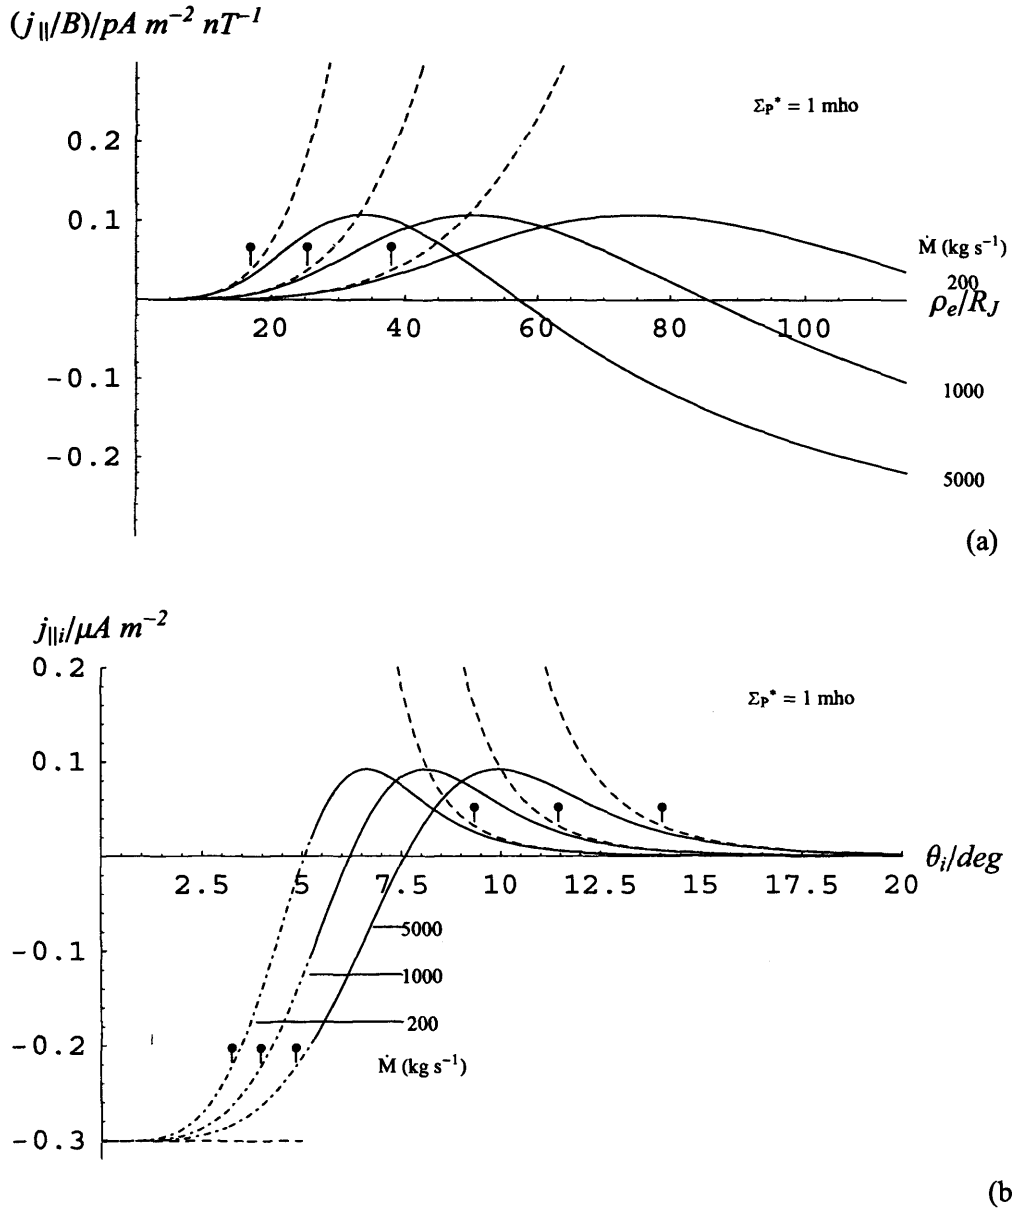 (j||/B)/pA m⁻² nT⁻¹
ΣP* = 1 mho
0.2
0.1
Ṁ (kg s⁻¹)
200
ρe/RJ
20 40 60 80 100
-0.1
1000
-0.2
5000
(a)
j||i/μA m⁻²
0.2
ΣP* = 1 mho
0.1
θi/deg
2.5 5 7.5 10 12.5 15 17.5 20
5000
-0.1
1000
200
-0.2
Ṁ (kg s⁻¹)
-0.3
(b